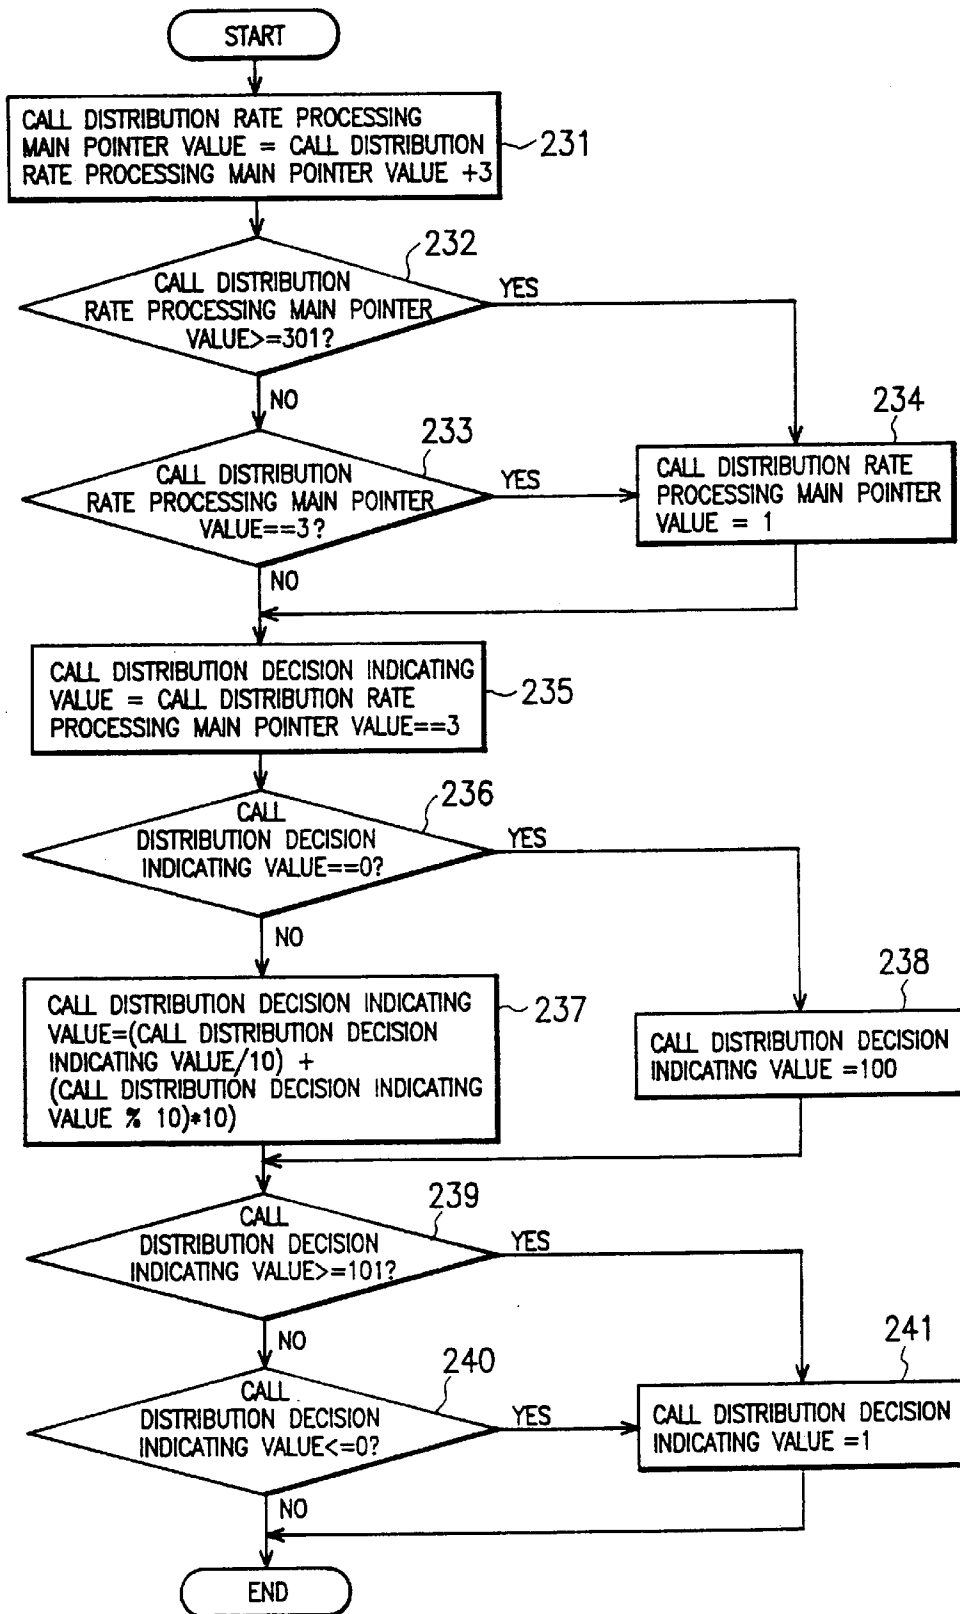 START
CALL DISTRIBUTION RATE PROCESSING
MAIN POINTER VALUE = CALL DISTRIBUTION
RATE PROCESSING MAIN POINTER VALUE +3
231
232
CALL DISTRIBUTION
RATE PROCESSING MAIN POINTER
VALUE>=301?
YES
NO
233
CALL DISTRIBUTION
RATE PROCESSING MAIN POINTER
VALUE==3?
YES
NO
234
CALL DISTRIBUTION RATE
PROCESSING MAIN POINTER
VALUE = 1
CALL DISTRIBUTION DECISION INDICATING
VALUE = CALL DISTRIBUTION RATE
PROCESSING MAIN POINTER VALUE==3
235
236
CALL
DISTRIBUTION DECISION
INDICATING VALUE==0?
YES
NO
CALL DISTRIBUTION DECISION INDICATING
VALUE=(CALL DISTRIBUTION DECISION
INDICATING VALUE/10) +
(CALL DISTRIBUTION DECISION INDICATING
VALUE % 10)*10)
237
238
CALL DISTRIBUTION DECISION
INDICATING VALUE =100
239
CALL
DISTRIBUTION DECISION
INDICATING VALUE>=101?
YES
NO
240
CALL
DISTRIBUTION DECISION
INDICATING VALUE<=0?
YES
NO
241
CALL DISTRIBUTION DECISION
INDICATING VALUE =1
END